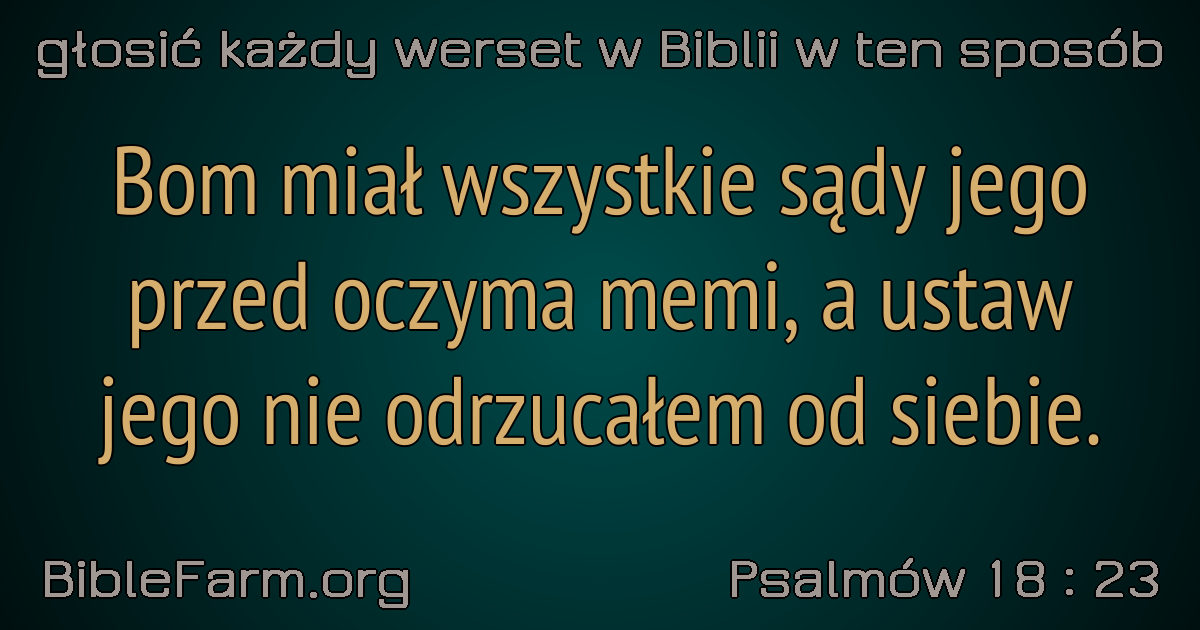 głosić każdy werset w Biblii w ten sposób
Bom miał wszystkie sądy jego
przed oczyma memi, a ustaw
jego nie odrzucałem od siebie.
BibleFarm.org
Psalmów 18 : 23